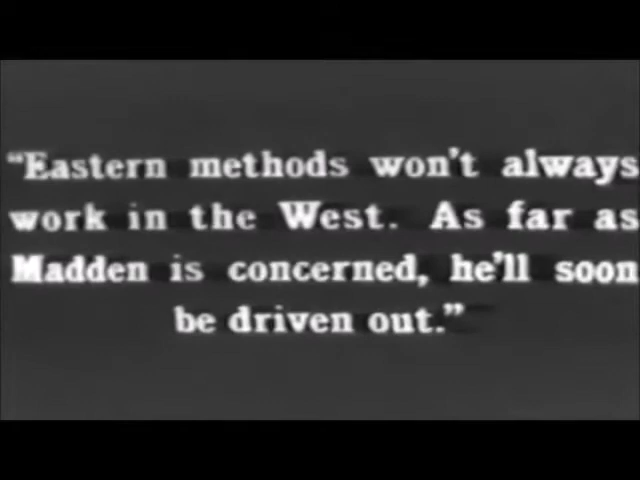 "Eastern methods won't always
work in the West. As far as
Madden is concerned, he'll soon
be driven out."